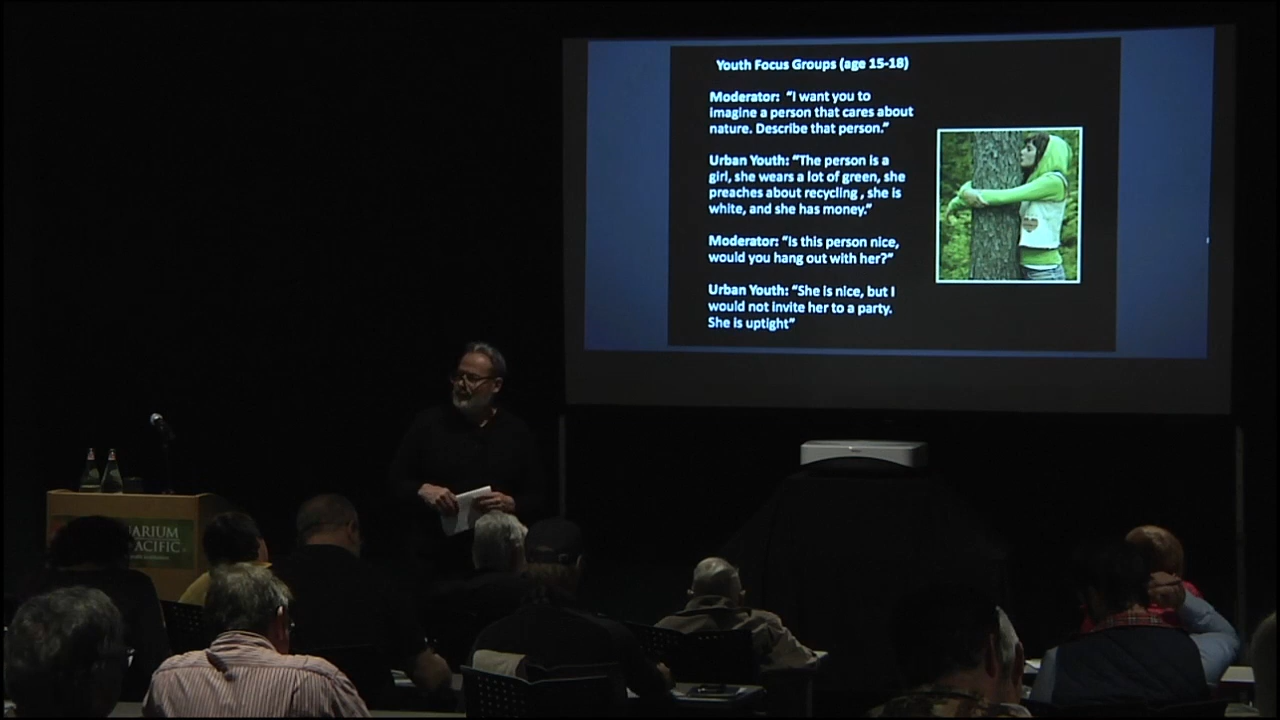 Youth Focus Groups (age 15-18)
Moderator: “I want you to
imagine a person that cares about
nature. Describe that person.”
Urban Youth: “The person is a
girl, she wears a lot of green, she
preaches about recycling , she is
white, and she has money.”
Moderator: “Is this person nice,
would you hang out with her?”
Urban Youth: “She is nice, but I
would not invite her to a party.
She is uptight”
ARIUM
ACIFIC